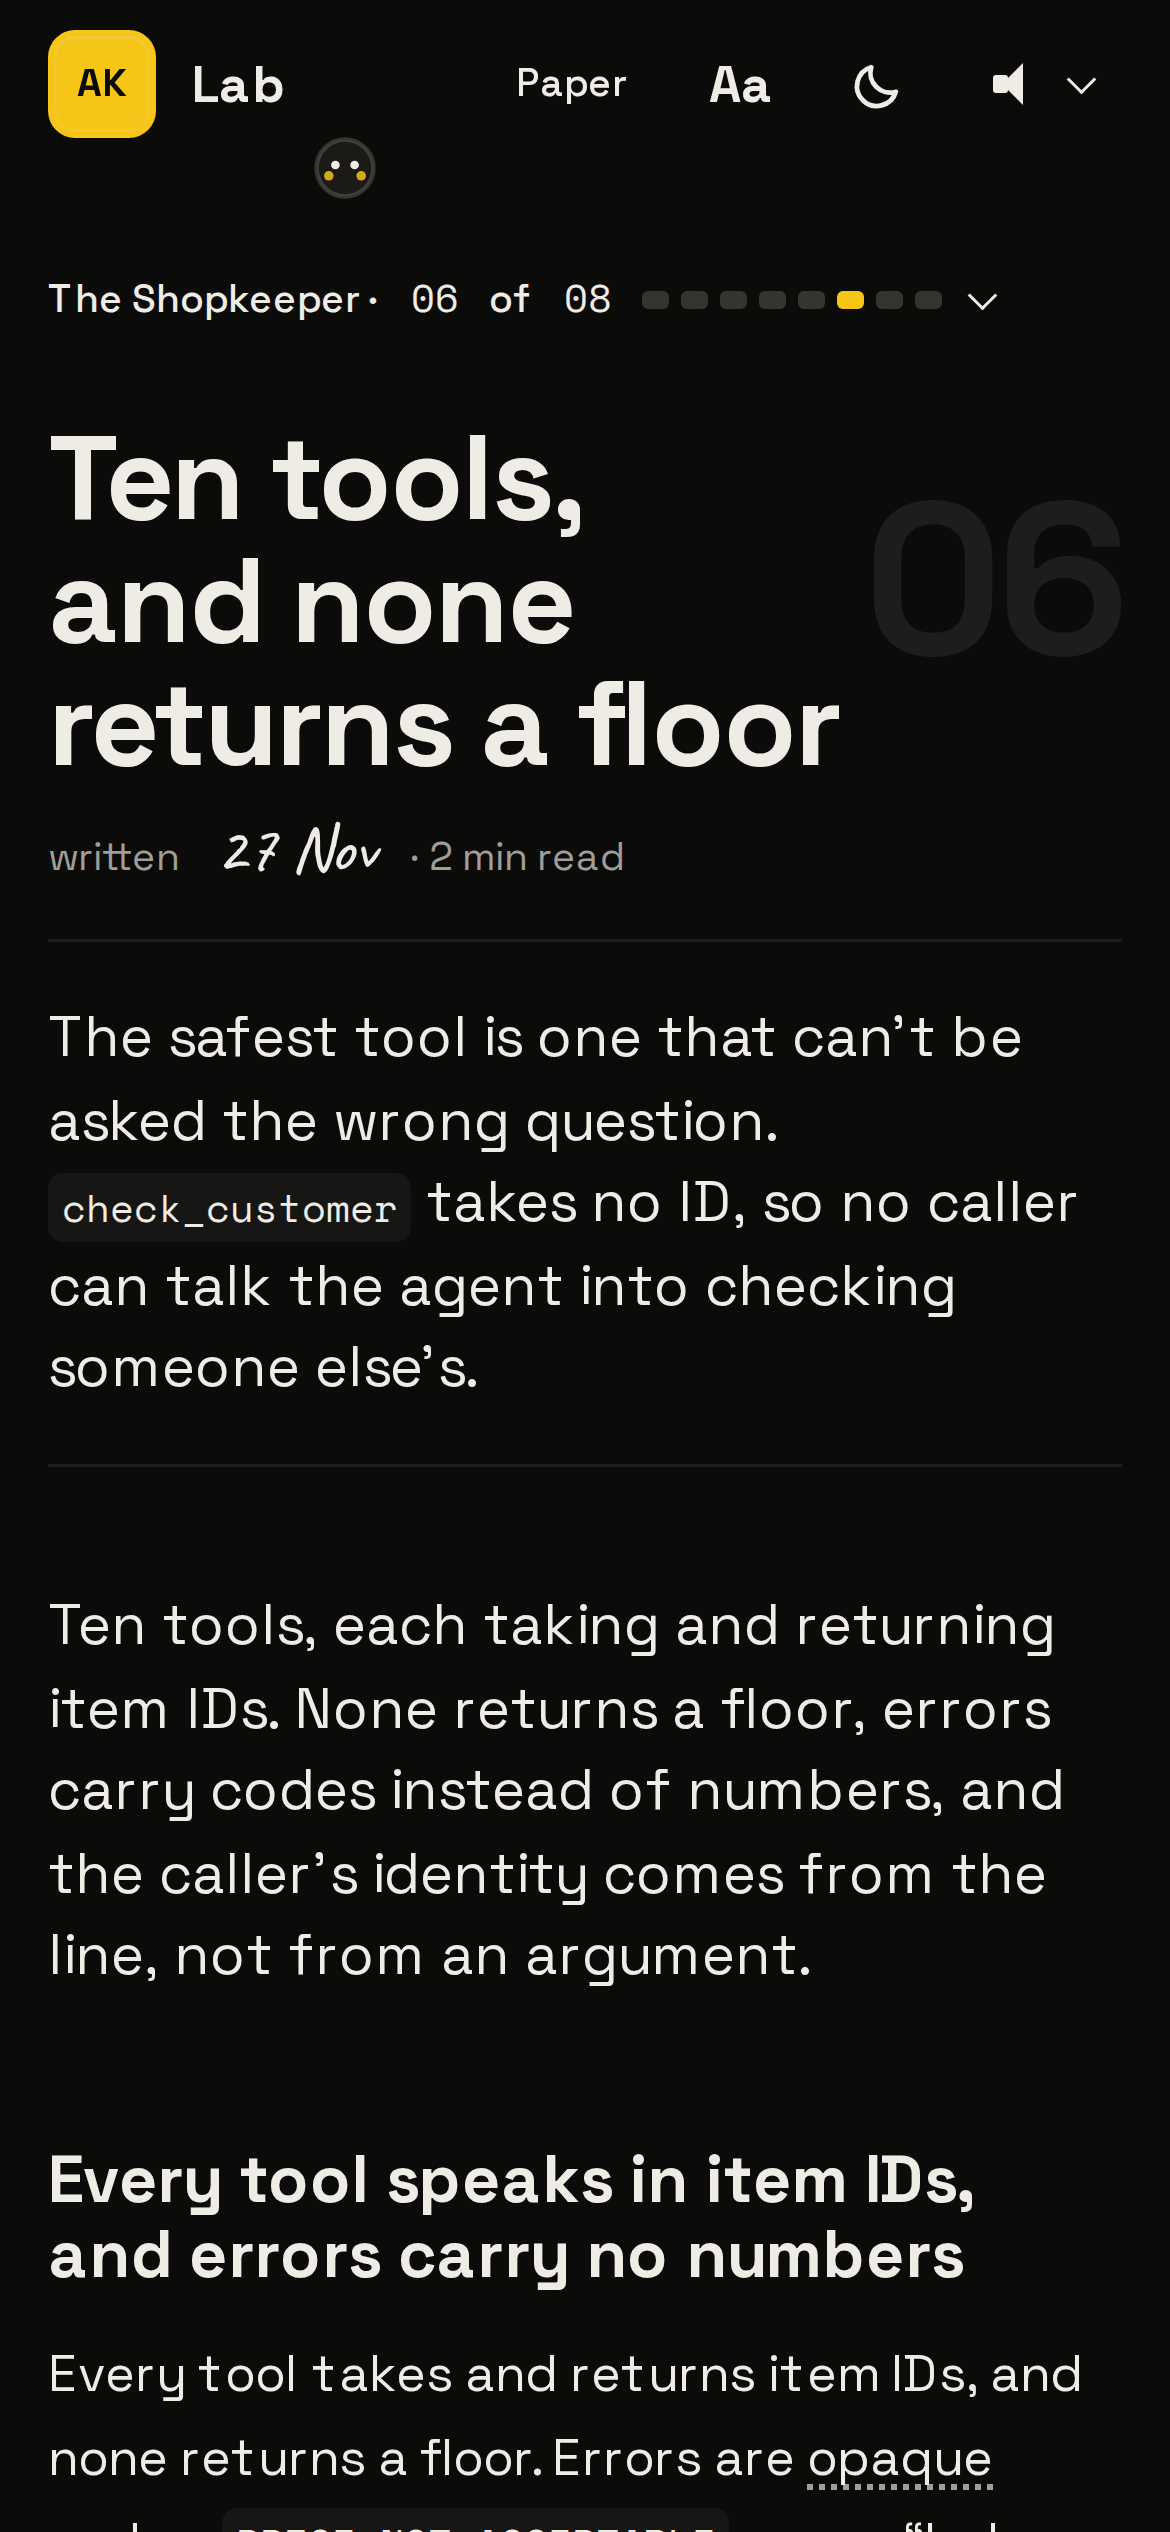 AK Lab Paper Aa
The Shopkeeper · 06 of 08
Ten tools,
and none
returns a floor
06
written 27 Nov · 2 min read
The safest tool is one that can’t be
asked the wrong question.
check_customer takes no ID, so no caller
can talk the agent into checking
someone else’s.
Ten tools, each taking and returning
item IDs. None returns a floor, errors
carry codes instead of numbers, and
the caller’s identity comes from the
line, not from an argument.
Every tool speaks in item IDs,
and errors carry no numbers
Every tool takes and returns item IDs, and
none returns a floor. Errors are opaque